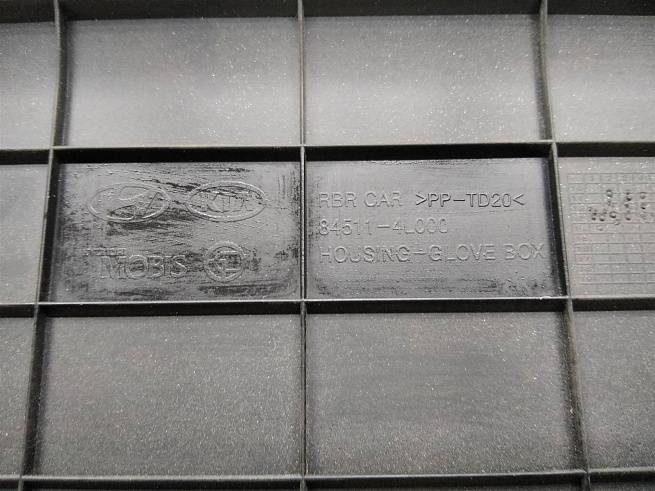 KIA
MOBIS
RBR CAR >PP-TD20<
84511-4L000
HOUSING-GLOVE BOX